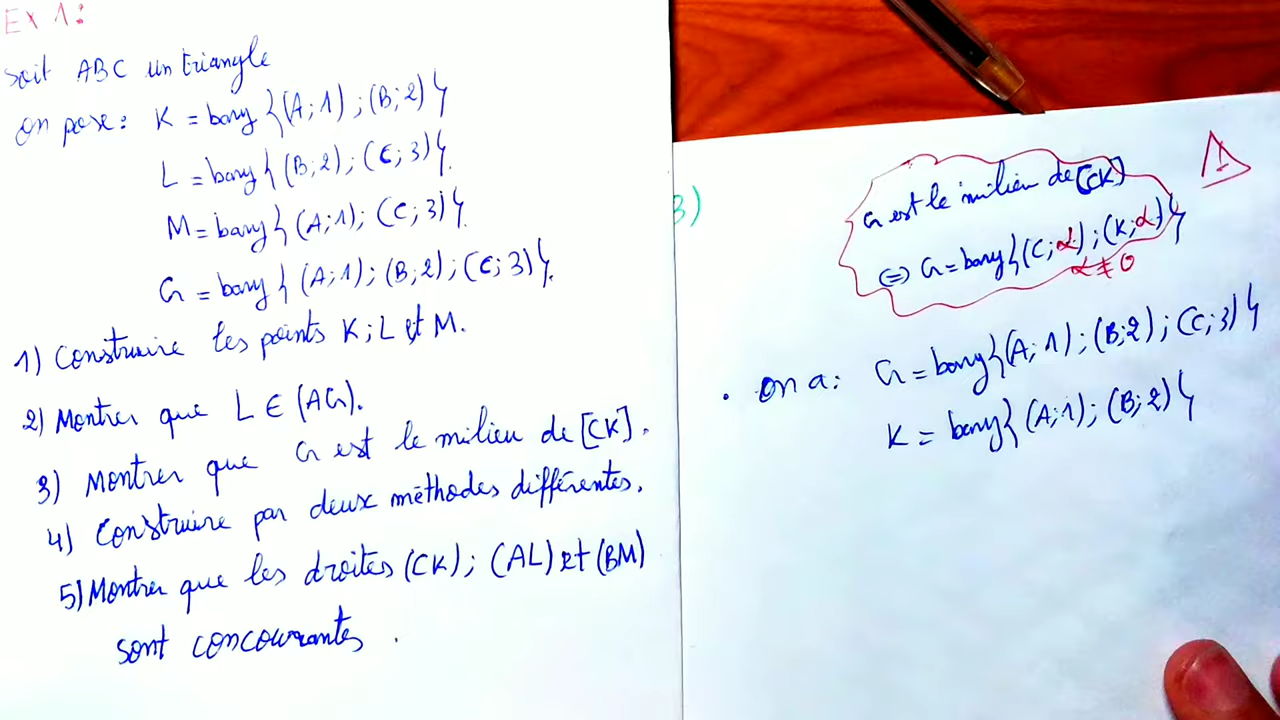 Ex 1:
Soit ABC un triangle
On pose: K = bary {(A;1);(B;2)}
L = bary {(B;2);(C;3)}.
M = bary {(A;1);(C;3)}.
G = bary {(A;1);(B;2);(C;3)}.
1) Construire les points K;L et M.
2) Montrer que L ∈ (AG).
3) Montrer que G est le milieu de [CK].
4) Construire par deux méthodes différentes.
5) Montrer que les droites (CK); (AL) et (BM)
sont concourantes.
3)
G est le milieu de [CK]
⇔ G = bary {(C;α);(K;α)}
α ≠ 0
!
. On a: G = bary {(A;1);(B;2);(C;3)}
K = bary {(A;1);(B;2)}